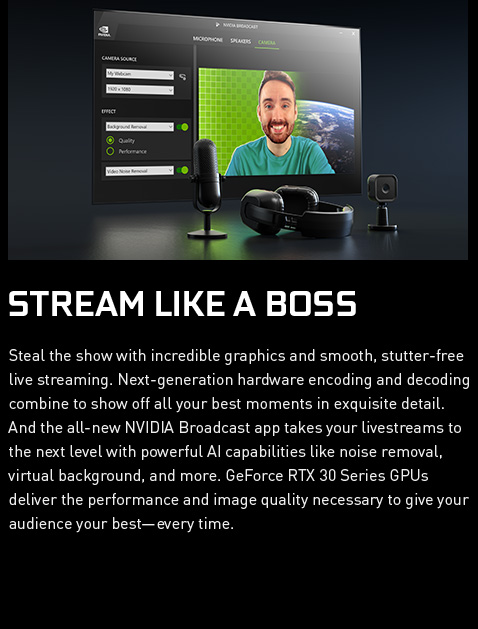 NVIDIA BROADCAST
NVIDIA
MICROPHONE SPEAKERS CAMERA
CAMERA SOURCE
My Webcam
1920 x 1080
EFFECT
Background Removal
Quality
Performance
Video Noise Removal
STREAM LIKE A BOSS
Steal the show with incredible graphics and smooth, stutter-free
live streaming. Next-generation hardware encoding and decoding
combine to show off all your best moments in exquisite detail.
And the all-new NVIDIA Broadcast app takes your livestreams to
the next level with powerful AI capabilities like noise removal,
virtual background, and more. GeForce RTX 30 Series GPUs
deliver the performance and image quality necessary to give your
audience your best—every time.